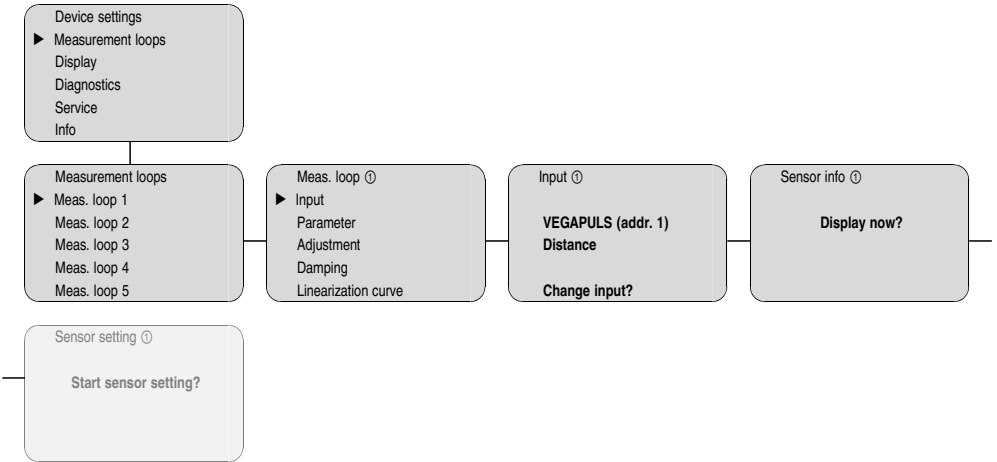 Device settings
▶ Measurement loops
Display
Diagnostics
Service
Info
Measurement loops
▶ Meas. loop 1
Meas. loop 2
Meas. loop 3
Meas. loop 4
Meas. loop 5
Meas. loop ①
▶ Input
Parameter
Adjustment
Damping
Linearization curve
Input ①
VEGAPULS (addr. 1)
Distance
Change input?
Sensor info ①
Display now?
Sensor setting ①
Start sensor setting?